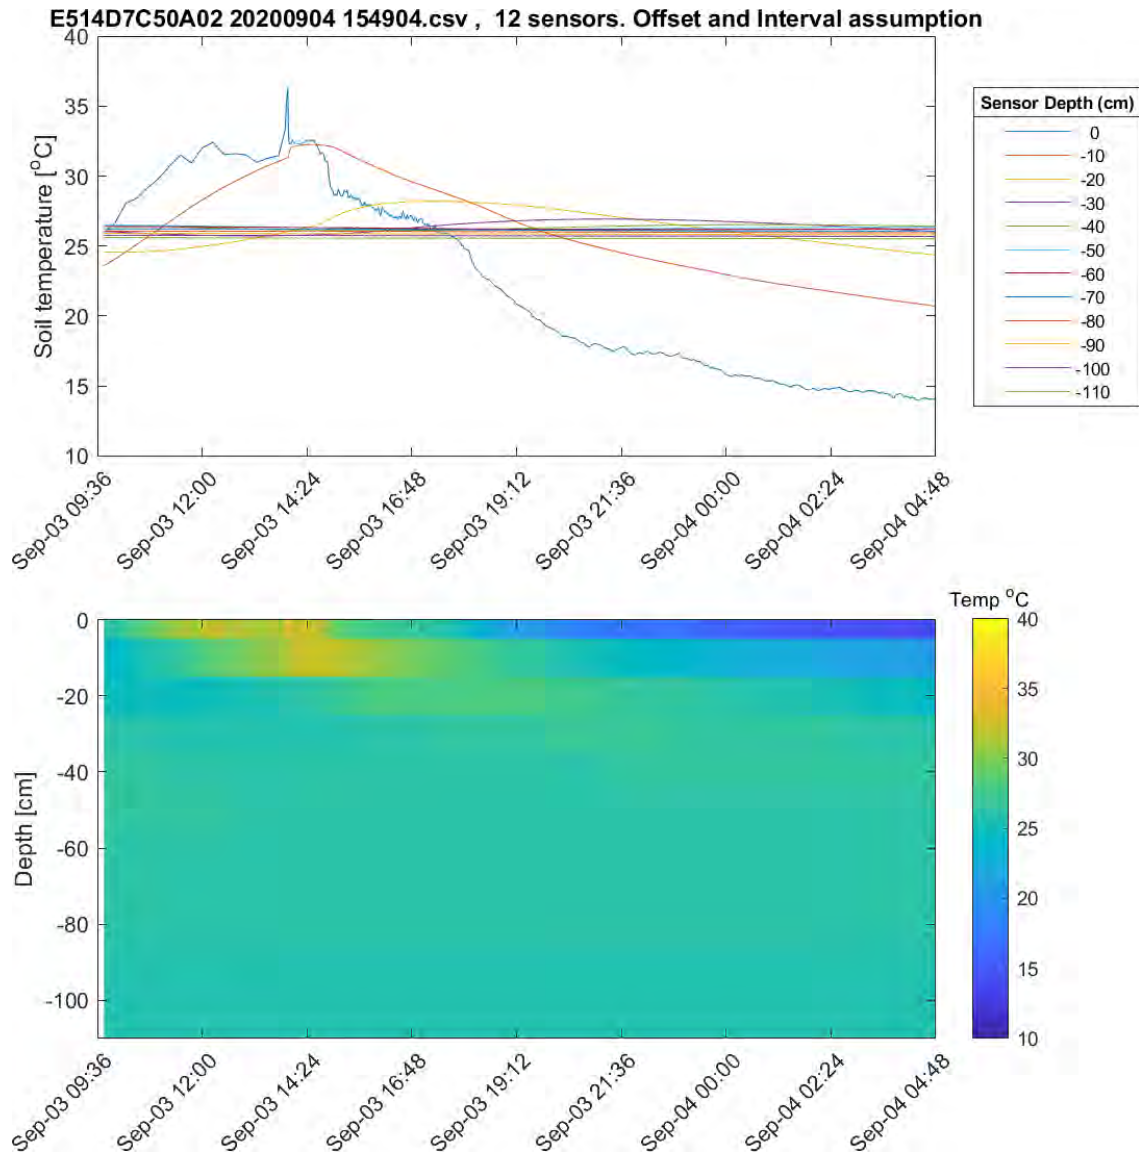 E514D7C50A02 20200904 154904.csv , 12 sensors. Offset and Interval assumption
Soil temperature [°C]
40
35
30
25
20
15
10
Sep-03 09:36
Sep-03 12:00
Sep-03 14:24
Sep-03 16:48
Sep-03 19:12
Sep-03 21:36
Sep-04 00:00
Sep-04 02:24
Sep-04 04:48
Sensor Depth (cm)
0
-10
-20
-30
-40
-50
-60
-70
-80
-90
-100
-110
Depth [cm]
0
-20
-40
-60
-80
-100
Sep-03 09:36
Sep-03 12:00
Sep-03 14:24
Sep-03 16:48
Sep-03 19:12
Sep-03 21:36
Sep-04 00:00
Sep-04 02:24
Sep-04 04:48
Temp °C
40
35
30
25
20
15
10